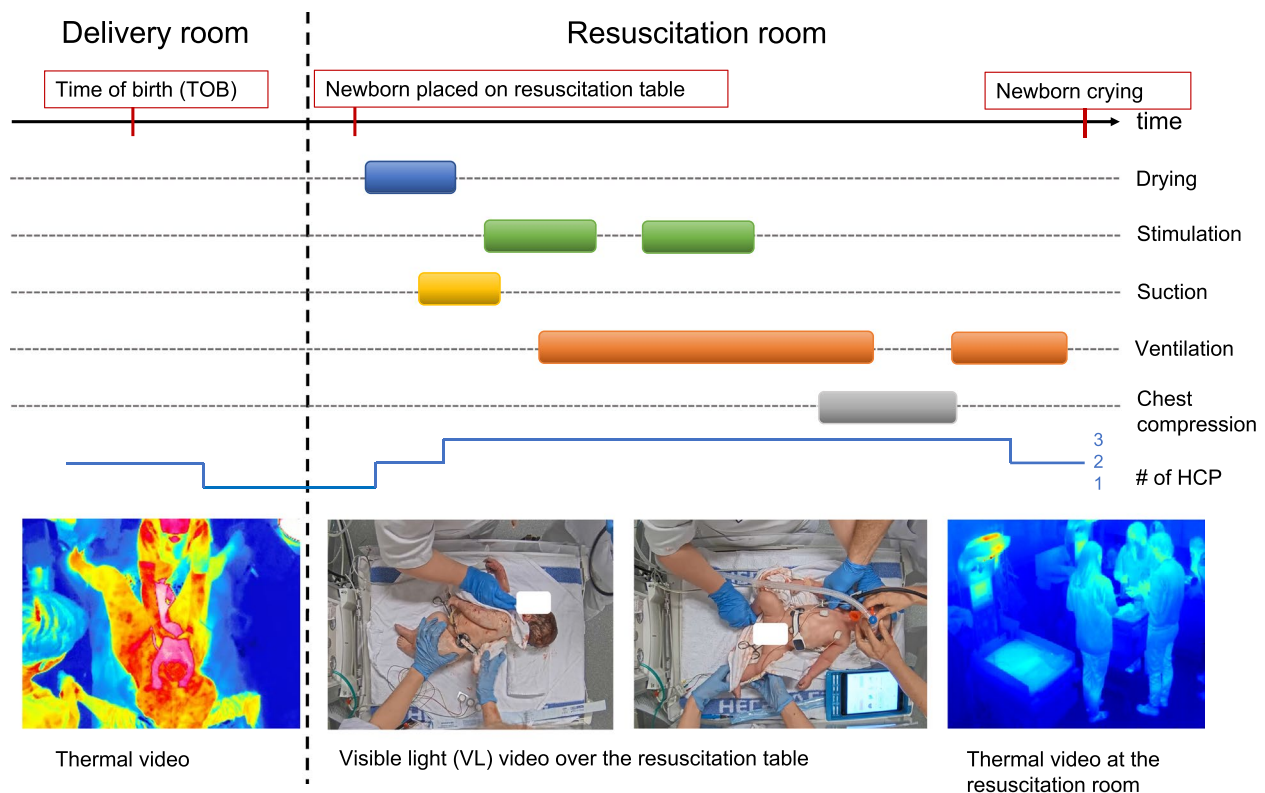 Delivery room
Resuscitation room
Time of birth (TOB)
Newborn placed on resuscitation table
Newborn crying
time
Drying
Stimulation
Suction
Ventilation
Chest
compression
3
2
1
# of HCP
Thermal video
Visible light (VL) video over the resuscitation table
Thermal video at the
resuscitation room